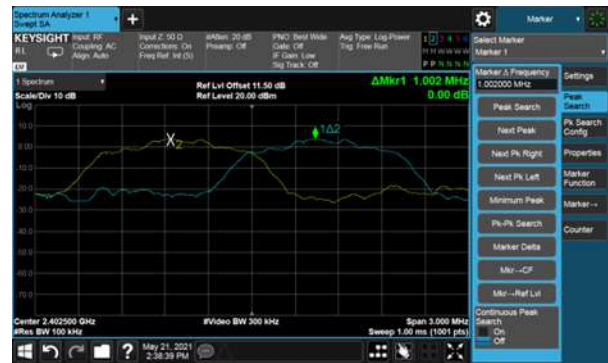 Spectrum Analyzer 1
Swept SA
+
Marker
KEYSIGHT
RL
Input: RF
Coupling: AC
Align: Auto
Input Z: 50 Ω
Corrections: On
Freq Ref: Int (S)
#Atten: 20 dB
Preamp: Off
PNO: Best Wide
Gate: Off
IF Gain: Low
Sig Track: Off
Avg Type: Log-Power
Trig: Free Run
1 2 3 4 5 6
P P N N N N
Select Marker
Marker 1
1 Spectrum
Scale/Div 10 dB
Log
Ref Lvl Offset 11.50 dB
Ref Level 20.00 dBm
ΔMkr1 1.002 MHz
0.00 dB
10.0
0.00
-10.0
-20.0
-30.0
-40.0
-50.0
-60.0
-70.0
X2
1Δ2
Center 2.402500 GHz
#Res BW 100 kHz
#Video BW 300 kHz
Span 3.000 MHz
Sweep 1.00 ms (1001 pts)
Marker Δ Frequency
1.002000 MHz
Peak Search
Next Peak
Next Pk Right
Next Pk Left
Minimum Peak
Pk-Pk Search
Marker Delta
Mkr→CF
Mkr→Ref Lvl
Continuous Peak
Search
On
Off
Settings
Peak
Search
Pk Search
Config
Properties
Marker
Function
Marker→
Counter
?
May 21, 2021
2:38:39 PM